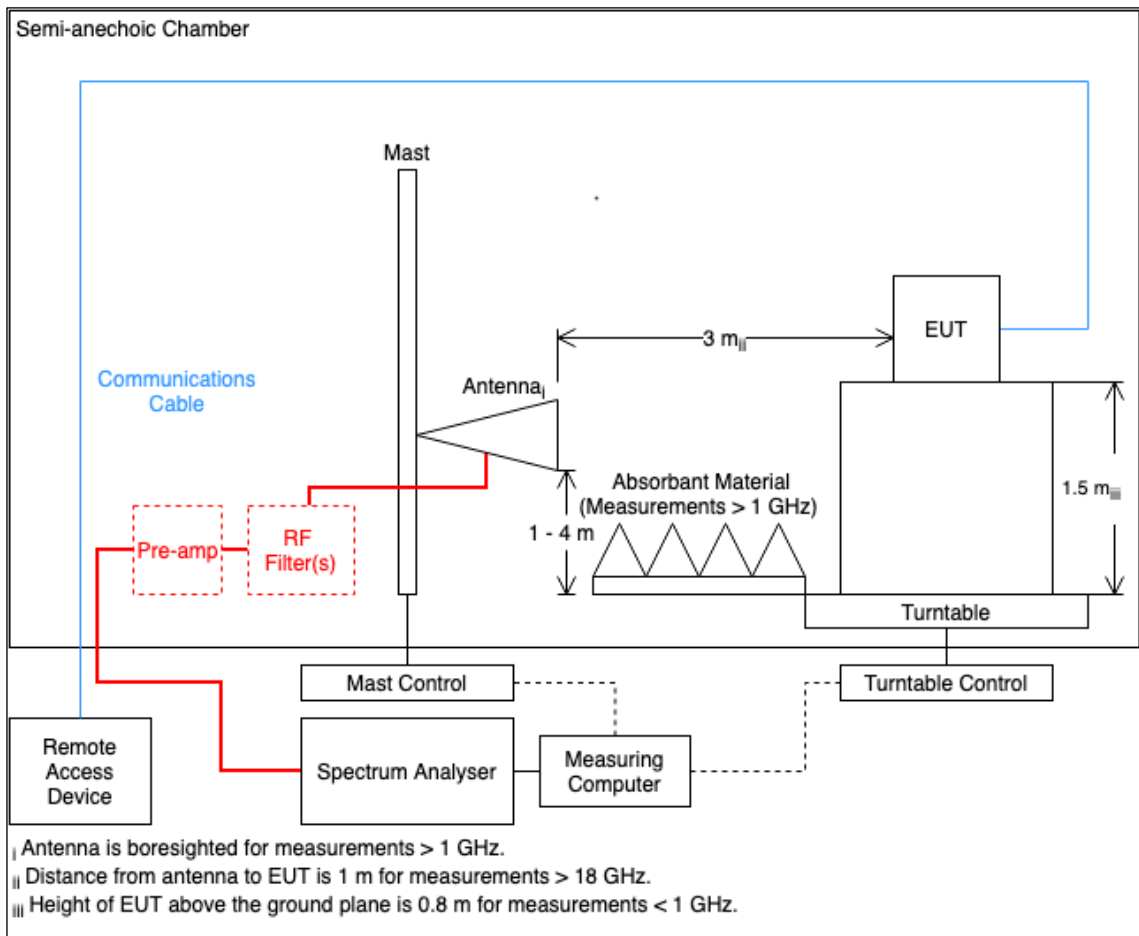 Semi-anechoic Chamber
Mast
EUT
3 mii
Communications
Cable
Antennai
Absorbant Material
(Measurements > 1 GHz)
1.5 miii
1 - 4 m
Pre-amp
RF
Filter(s)
Turntable
Mast Control
Turntable Control
Remote
Access
Device
Spectrum Analyser
Measuring
Computer
i Antenna is boresighted for measurements > 1 GHz.
ii Distance from antenna to EUT is 1 m for measurements > 18 GHz.
iii Height of EUT above the ground plane is 0.8 m for measurements < 1 GHz.